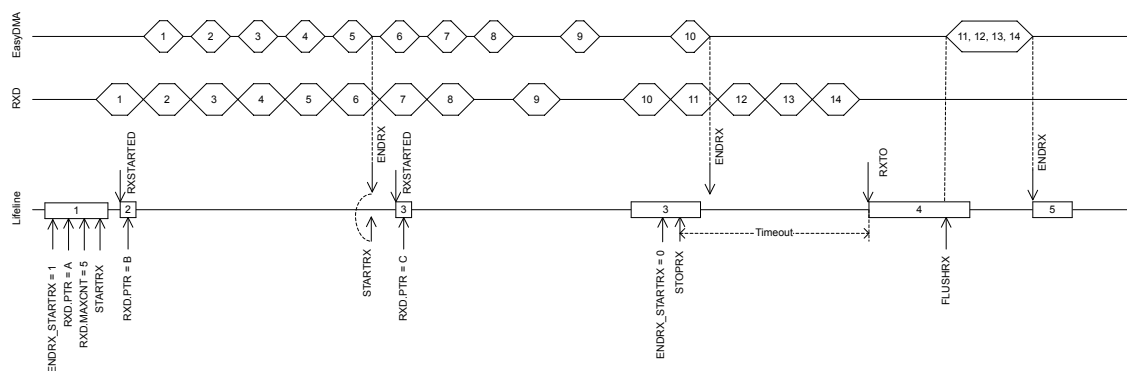 EasyDMA
1
2
3
4
5
6
7
8
9
10
11, 12, 13, 14
RXD
1
2
3
4
5
6
7
8
9
10
11
12
13
14
RXSTARTED
ENDRX
RXSTARTED
ENDRX
RXTO
ENDRX
Lifeline
1
2
3
3
4
5
Timeout
ENDRX_STARTRX = 1
RXD.PTR = A
RXD.MAXCNT = 5
STARTRX
RXD.PTR = B
STARTRX
RXD.PTR = C
ENDRX_STARTRX = 0
STOPRX
FLUSHRX